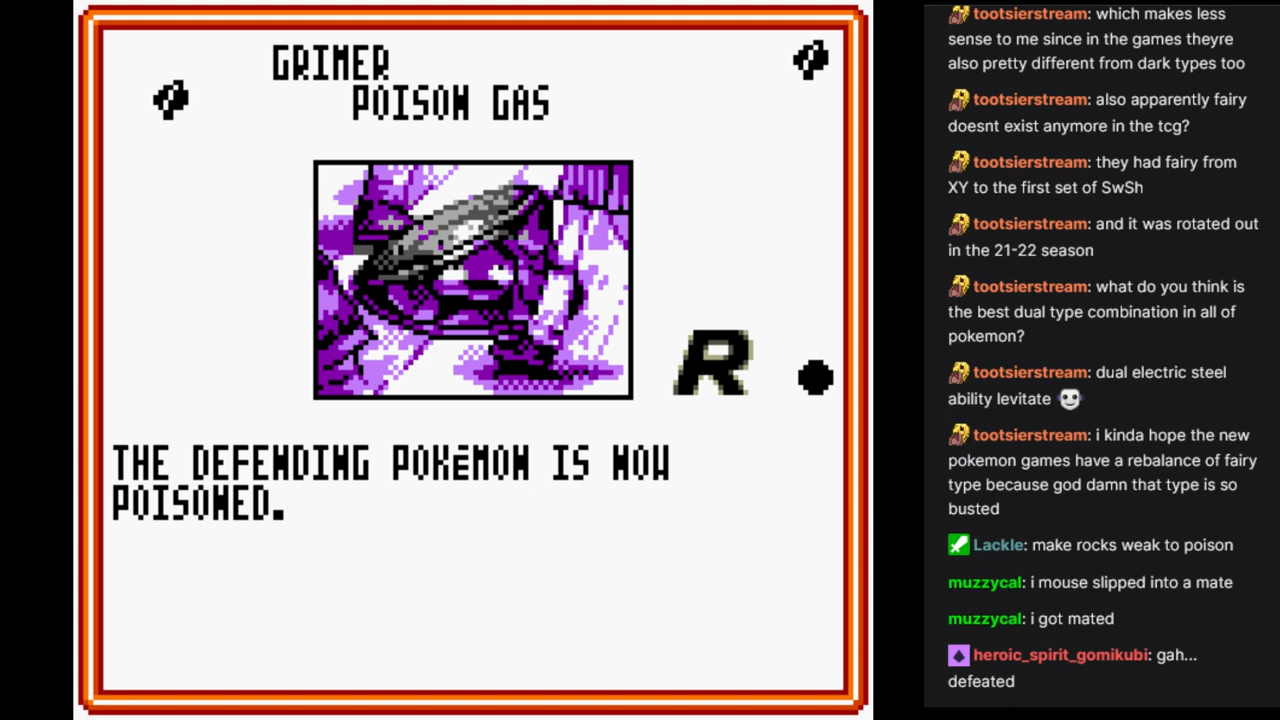 GRIMER
POISON GAS
R
THE DEFENDING POKéMON IS NOW
POISONED.
tootsierstream: which makes less
sense to me since in the games theyre
also pretty different from dark types too
tootsierstream: also apparently fairy
doesnt exist anymore in the tcg?
tootsierstream: they had fairy from
XY to the first set of SwSh
tootsierstream: and it was rotated out
in the 21-22 season
tootsierstream: what do you think is
the best dual type combination in all of
pokemon?
tootsierstream: dual electric steel
ability levitate
tootsierstream: i kinda hope the new
pokemon games have a rebalance of fairy
type because god damn that type is so
busted
Lackle: make rocks weak to poison
muzzycal: i mouse slipped into a mate
muzzycal: i got mated
heroic_spirit_gomikubi: gah...
defeated